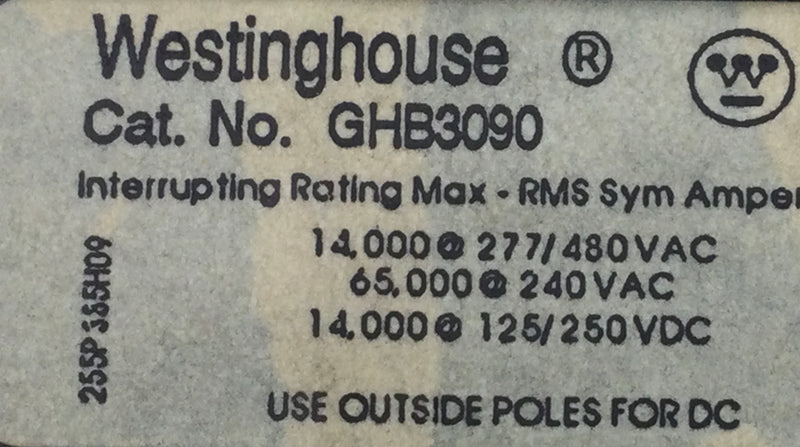 Westinghouse ®
W
Cat. No. GHB3090
Interrupting Rating Max - RMS Sym Amper
14,000 @ 277/480 VAC
65,000 @ 240 VAC
14,000 @ 125/250 VDC
USE OUTSIDE POLES FOR DC